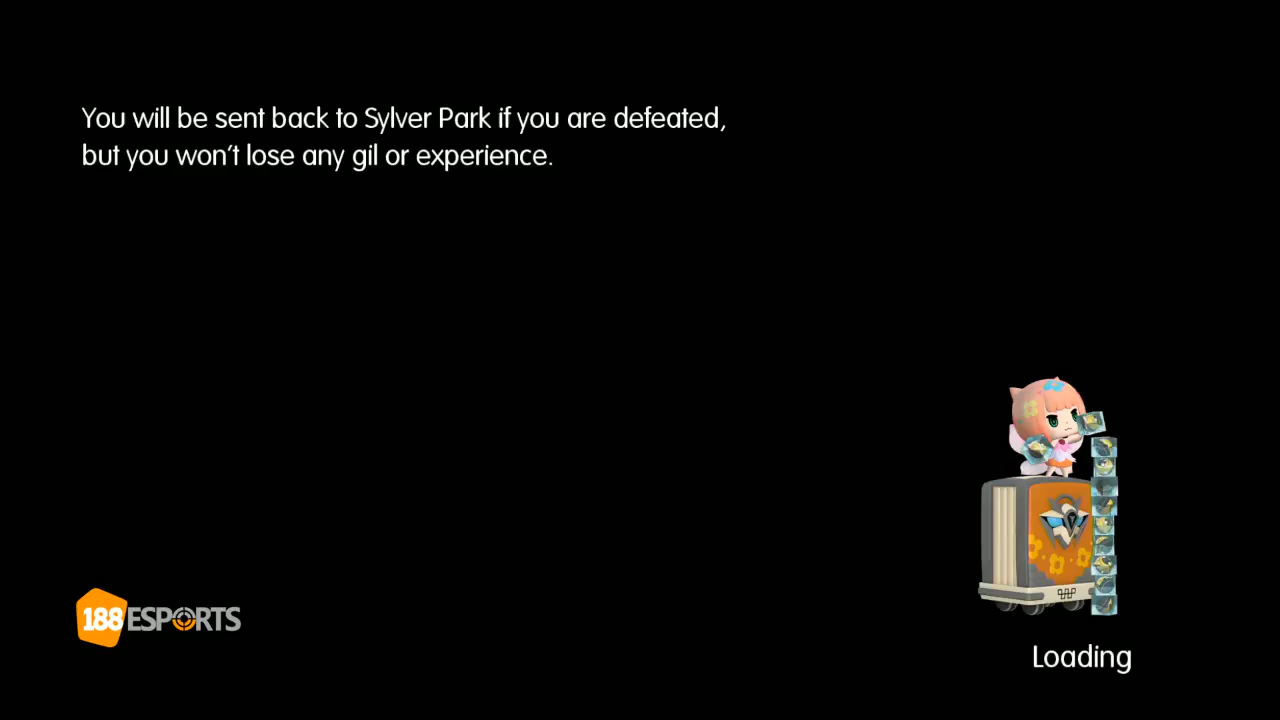 You will be sent back to Sylver Park if you are defeated,
but you won't lose any gil or experience.
188ESPORTS
Loading